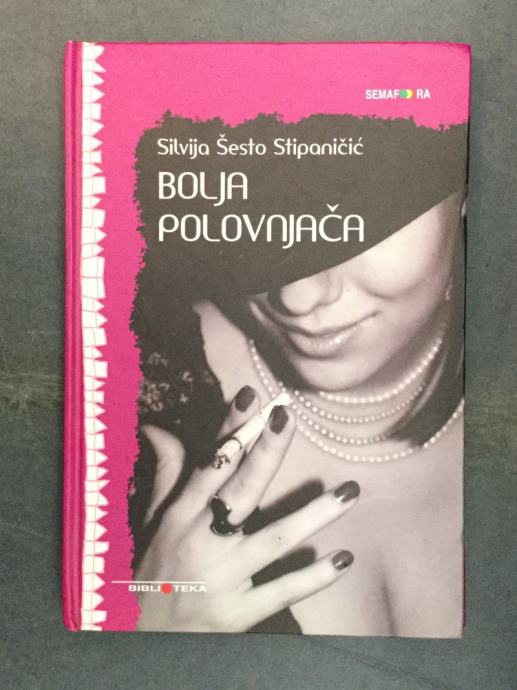 SEMAFORA
Silvija Šesto Stipaničić
BOLJA
POLOVNJAČA
BIBLIOTEKA